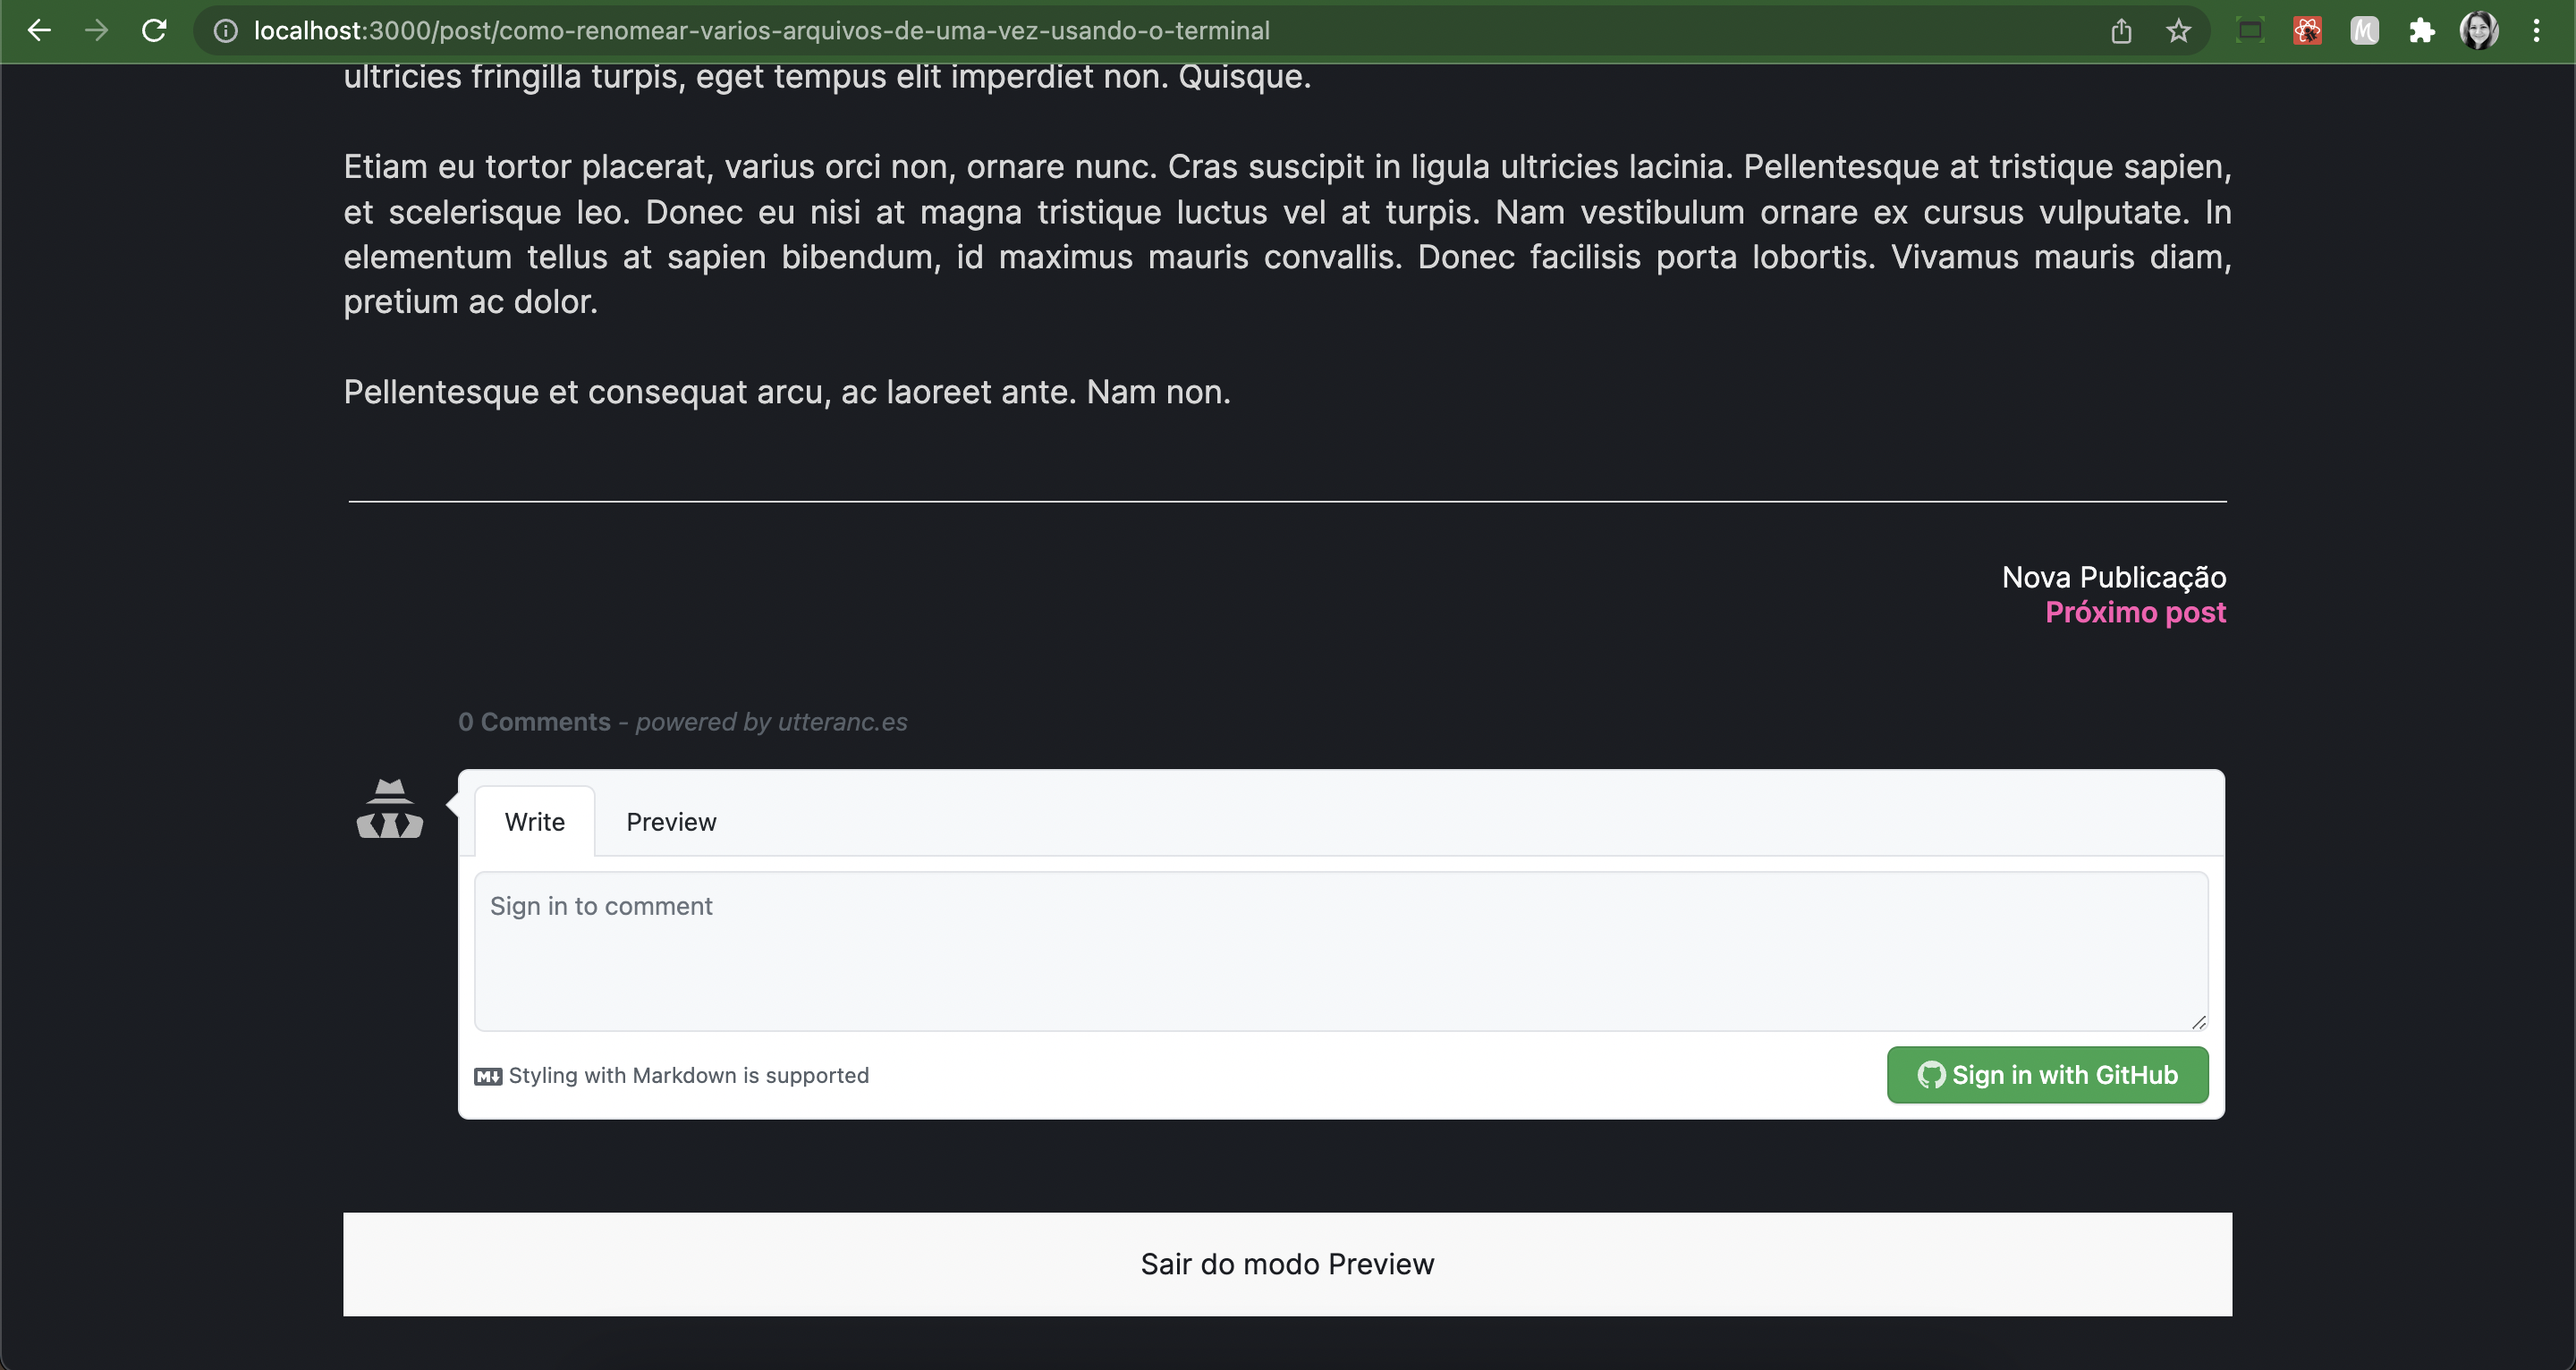 localhost:3000/post/como-renomear-varios-arquivos-de-uma-vez-usando-o-terminal
ultricies fringilla turpis, eget tempus elit imperdiet non. Quisque.
Etiam eu tortor placerat, varius orci non, ornare nunc. Cras suscipit in ligula ultricies lacinia. Pellentesque at tristique sapien,
et scelerisque leo. Donec eu nisi at magna tristique luctus vel at turpis. Nam vestibulum ornare ex cursus vulputate. In
elementum tellus at sapien bibendum, id maximus mauris convallis. Donec facilisis porta lobortis. Vivamus mauris diam,
pretium ac dolor.
Pellentesque et consequat arcu, ac laoreet ante. Nam non.
Nova Publicação
Próximo post
0 Comments - powered by utteranc.es
Write Preview
Sign in to comment
Styling with Markdown is supported
Sign in with GitHub
Sair do modo Preview